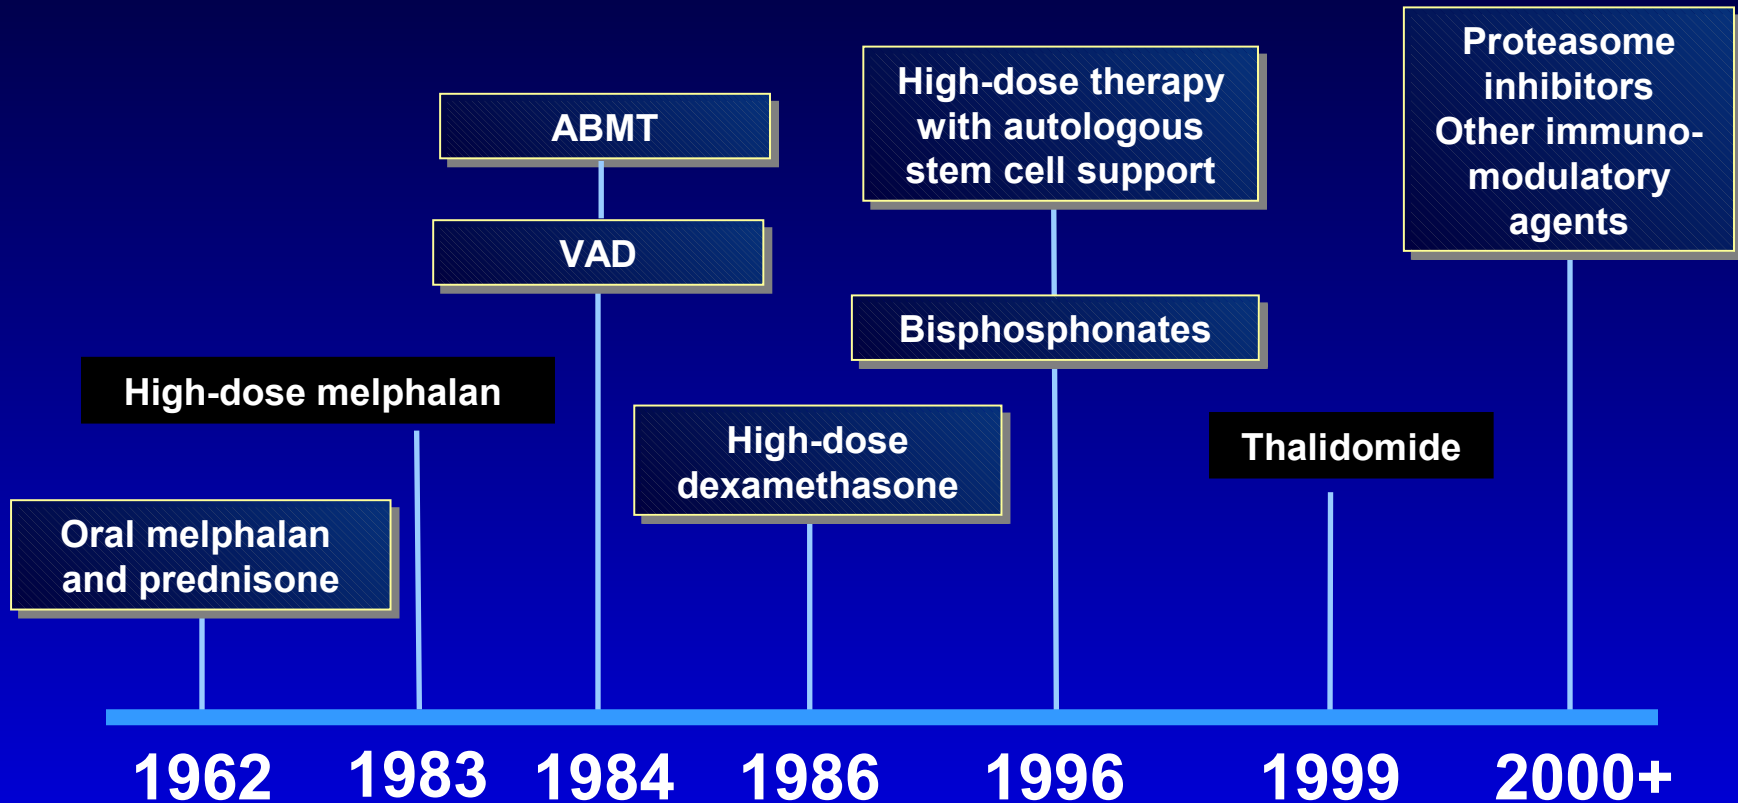 Proteasome
inhibitors
Other immuno-
modulatory
agents
High-dose therapy
with autologous
stem cell support
ABMT
VAD
Bisphosphonates
High-dose melphalan
High-dose
dexamethasone
Thalidomide
Oral melphalan
and prednisone
1962
1983
1984
1986
1996
1999
2000+